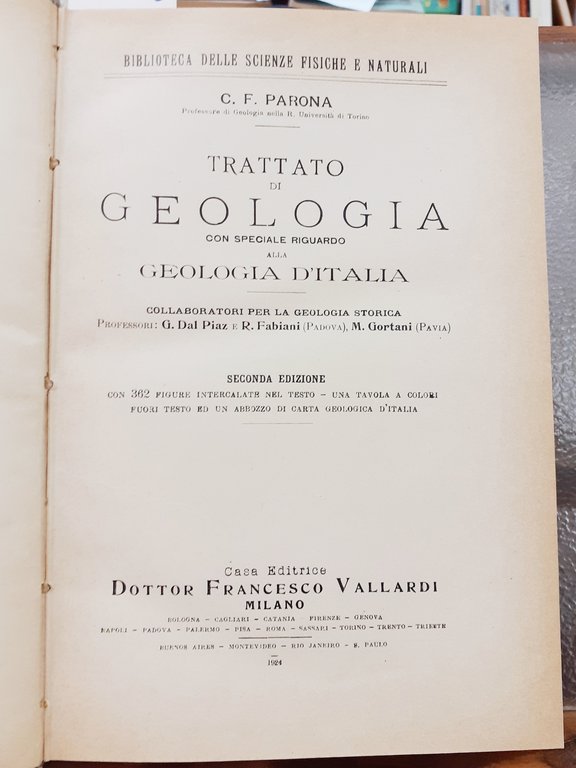 BIBLIOTECA DELLE SCIENZE FISICHE E NATURALI
C. F. PARONA
Professore di Geologia nella R. Università di Torino
TRATTATO
DI
GEOLOGIA
CON SPECIALE RIGUARDO
ALLA
GEOLOGIA D'ITALIA
COLLABORATORI PER LA GEOLOGIA STORICA
PROFESSORI: G. Dal Piaz E R. Fabiani (PADOVA), M. Gortani (PAVIA)
SECONDA EDIZIONE
CON 362 FIGURE INTERCALATE NEL TESTO – UNA TAVOLA A COLORI
FUORI TESTO ED UN ABBOZZO DI CARTA GEOLOGICA D'ITALIA
Casa Editrice
DOTTOR FRANCESCO VALLARDI
MILANO
BOLOGNA – CAGLIARI – CATANIA – FIRENZE – GENOVA
NAPOLI – PADOVA – PALERMO – PISA – ROMA – SASSARI – TORINO – TRENTO – TRIESTE
BUENOS AIRES – MONTEVIDEO – RIO JANEIRO – S. PAULO
1924